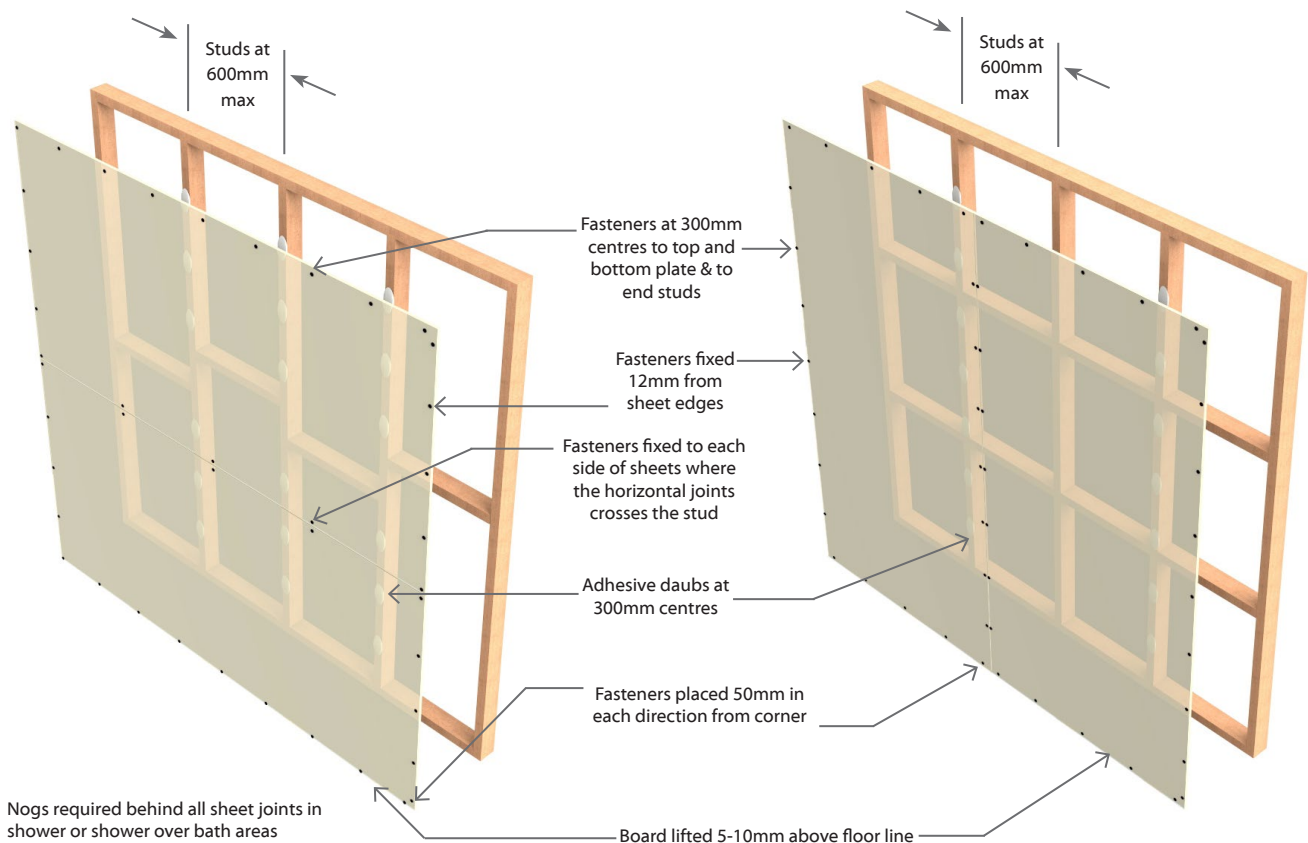 Studs at
600mm
max
Studs at
600mm
max
Fasteners at 300mm
centres to top and
bottom plate & to
end studs
Fasteners fixed
12mm from
sheet edges
Fasteners fixed to each
side of sheets where
the horizontal joints
crosses the stud
Adhesive daubs at
300mm centres
Fasteners placed 50mm in
each direction from corner
Nogs required behind all sheet joints in
shower or shower over bath areas
Board lifted 5-10mm above floor line